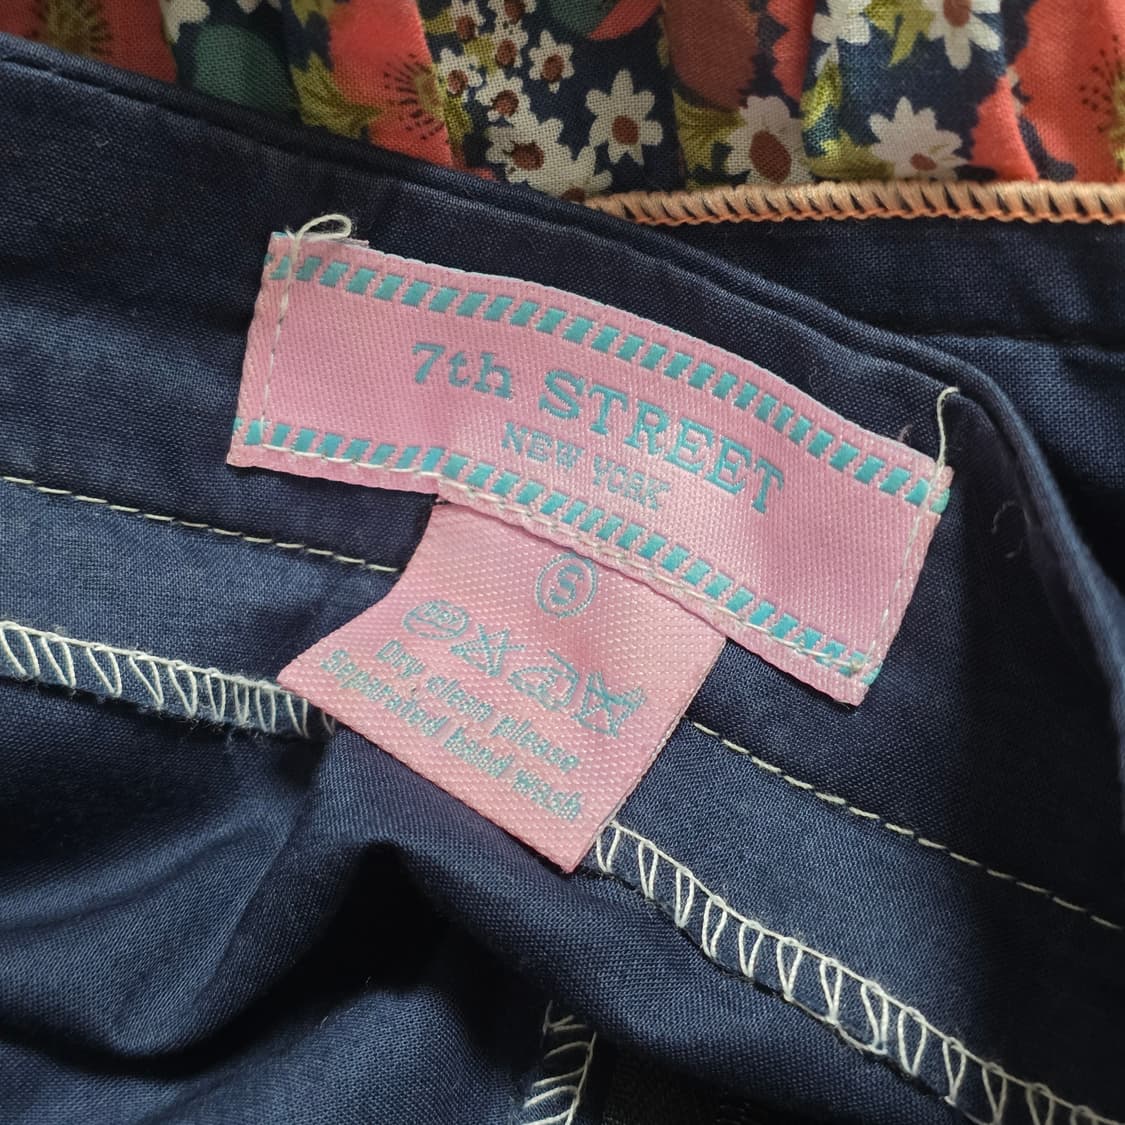 7th STREET
NEW YORK
S
Dry clean please
Separated hand wash